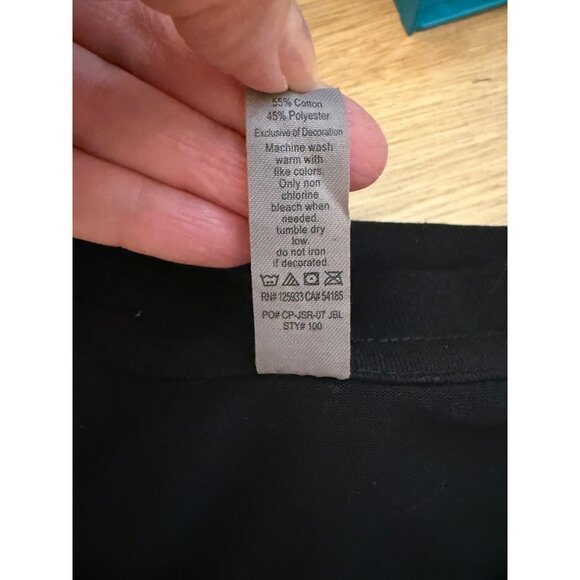 55% Cotton
45% Polyester
Exclusive of Decoration
Machine wash
warm with
like colors.
Only non
chlorine
bleach when
needed.
tumble dry
low.
do not iron
if decorated.
RN# 125933 CA# 54185
PO# CP-JSR-07 JBL
STY# 100